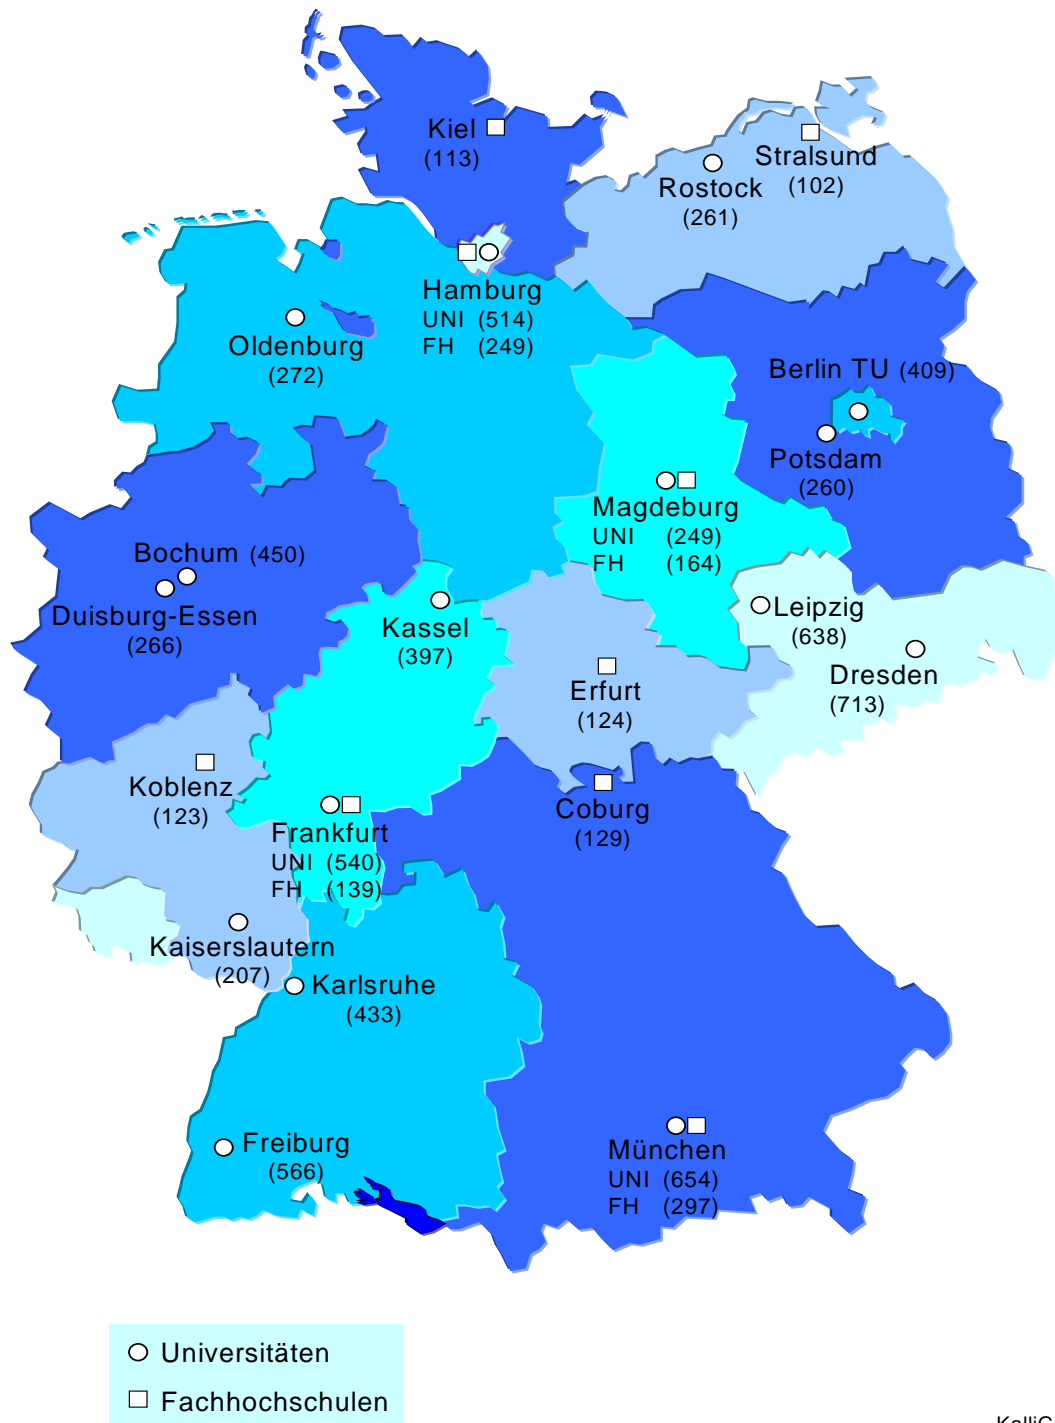 Kiel
(113)
Stralsund
(102)
Rostock
(261)
Hamburg
UNI (514)
FH (249)
Oldenburg
(272)
Berlin TU (409)
Potsdam
(260)
Magdeburg
UNI (249)
FH (164)
Bochum (450)
Duisburg-Essen
(266)
Kassel
(397)
Leipzig
(638)
Dresden
(713)
Erfurt
(124)
Koblenz
(123)
Coburg
(129)
Frankfurt
UNI (540)
FH (139)
Kaiserslautern
(207)
Karlsruhe
(433)
Freiburg
(566)
München
UNI (654)
FH (297)
Universitäten
Fachhochschulen